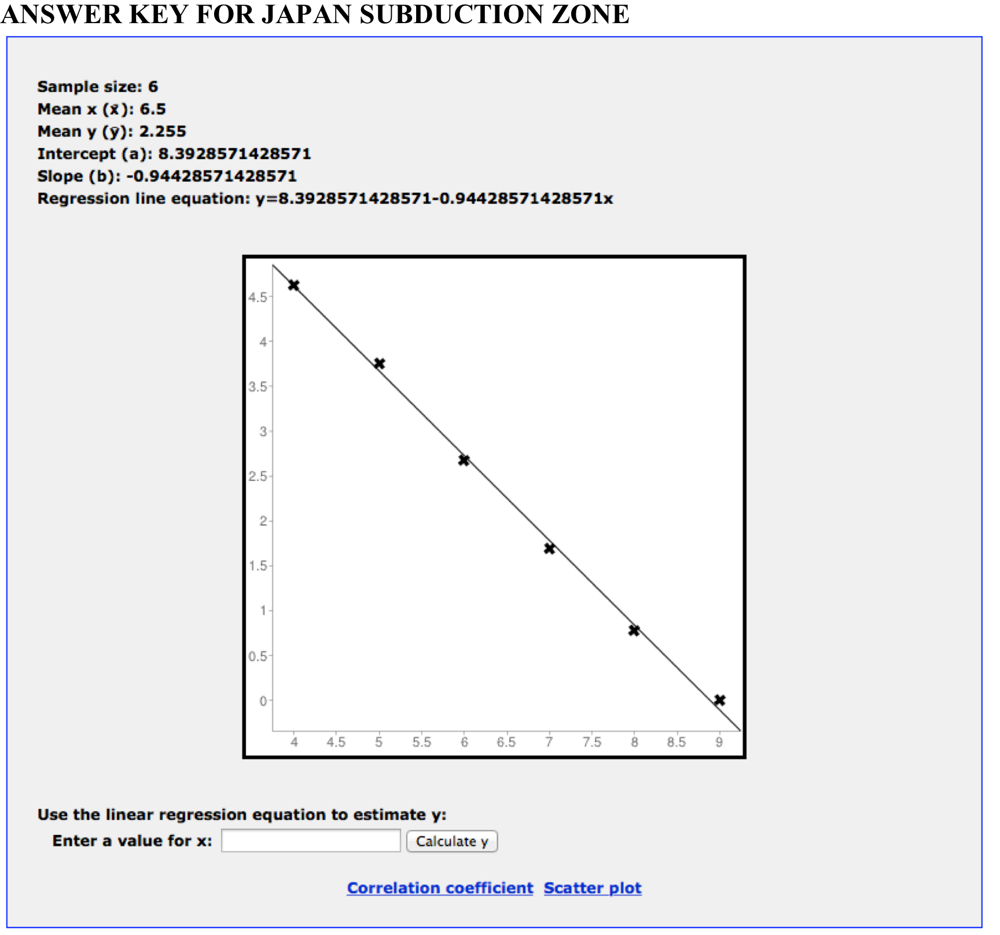 ANSWER KEY FOR JAPAN SUBDUCTION ZONE
Sample size: 6
Mean x (x̄): 6.5
Mean y (ȳ): 2.255
Intercept (a): 8.3928571428571
Slope (b): -0.94428571428571
Regression line equation: y=8.3928571428571-0.94428571428571x
4.5
4
3.5
3
2.5
2
1.5
1
0.5
0
4 4.5 5 5.5 6 6.5 7 7.5 8 8.5 9
Use the linear regression equation to estimate y:
Enter a value for x: Calculate y
Correlation coefficient Scatter plot